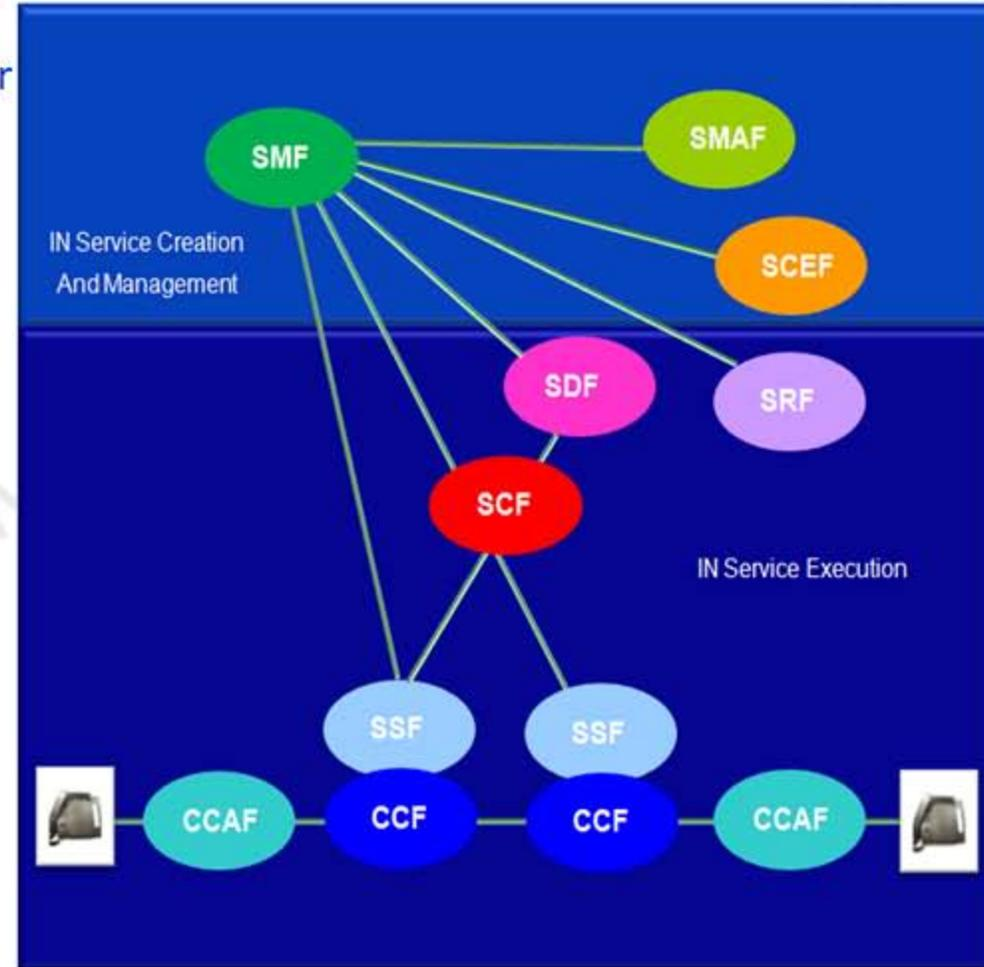 r
SMAF
SMF
IN Service Creation
And Management
SCEF
SDF
SRF
SCF
IN Service Execution
SSF
SSF
CCAF
CCF
CCF
CCAF